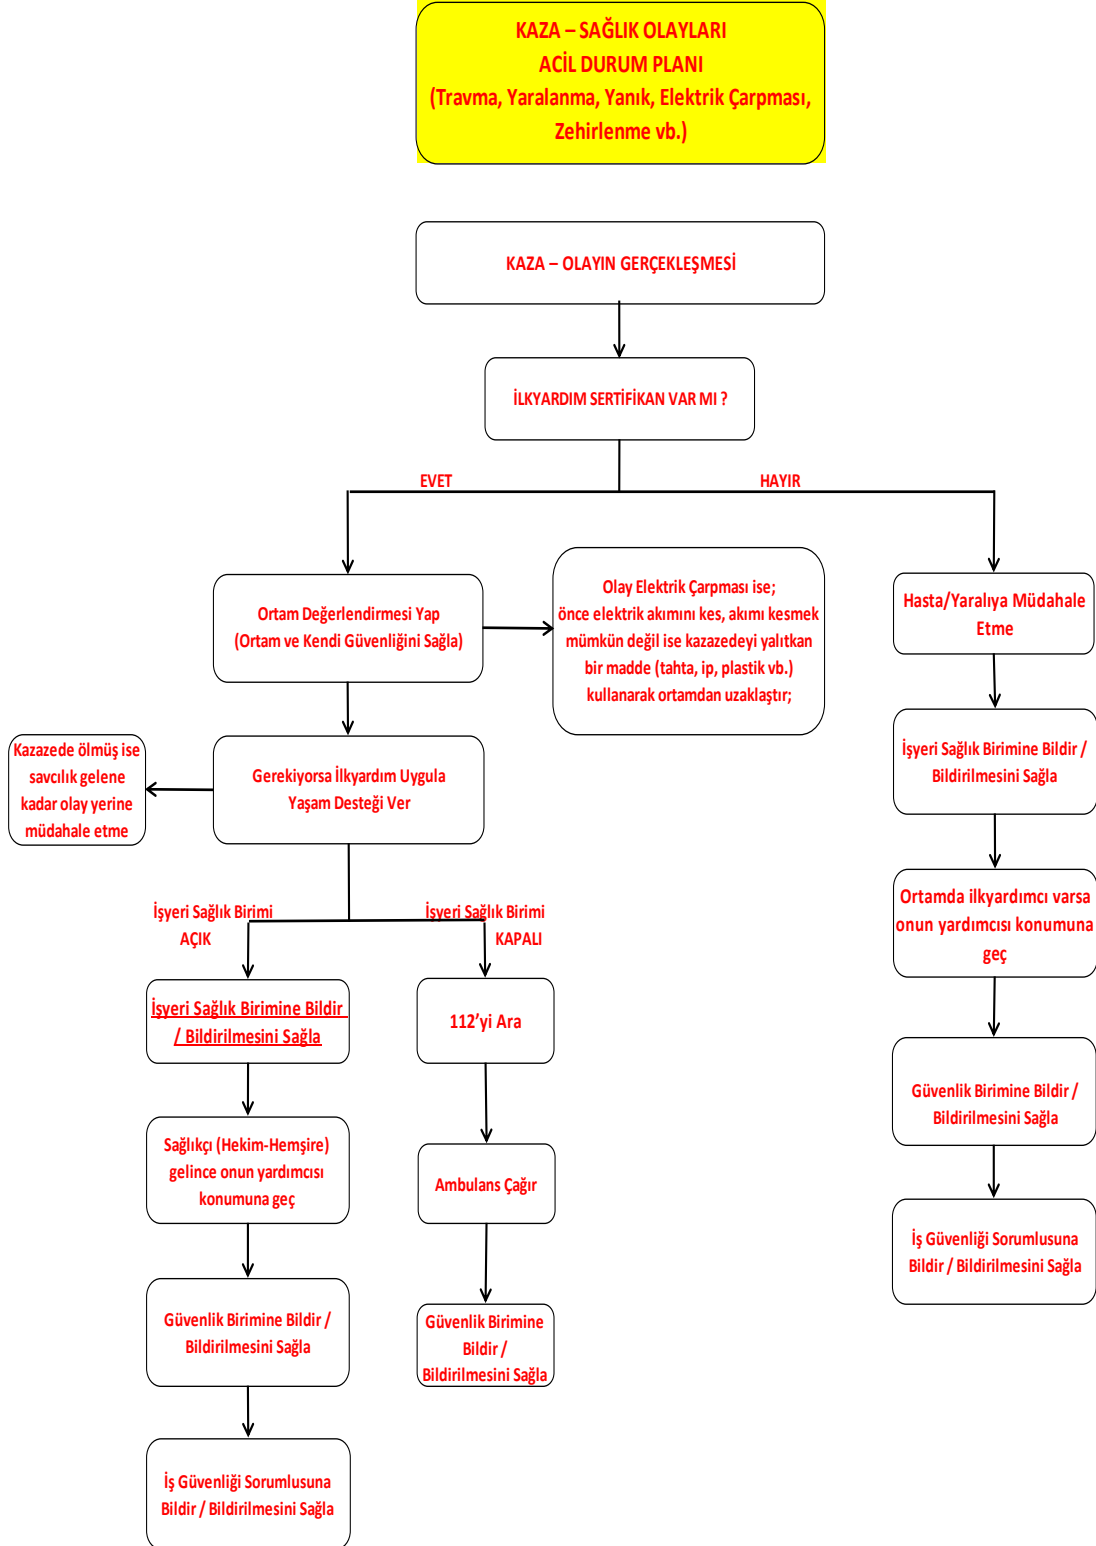 KAZA – SAĞLIK OLAYLARI
ACİL DURUM PLANI
(Travma, Yaralanma, Yanık, Elektrik Çarpması,
Zehirlenme vb.)
KAZA – OLAYIN GERÇEKLEŞMESİ
İLKYARDIM SERTİFİKAN VAR MI ?
EVET
HAYIR
Ortam Değerlendirmesi Yap
(Ortam ve Kendi Güvenliğini Sağla)
Olay Elektrik Çarpması ise;
önce elektrik akımını kes, akımı kesmek
mümkün değil ise kazazedeyi yalıtkan
bir madde (tahta, ip, plastik vb.)
kullanarak ortamdan uzaklaştır;
Hasta/Yaralıya Müdahale
Etme
Kazazede ölmüş ise
savcılık gelene
kadar olay yerine
müdahale etme
Gerekiyorsa İlkyardım Uygula
Yaşam Desteği Ver
İşyeri Sağlık Birimine Bildir /
Bildirilmesini Sağla
Ortamda ilkyardımcı varsa
onun yardımcısı konumuna
geç
İşyeri Sağlık Birimi
AÇIK
İşyeri Sağlık Birimi
KAPALI
İşyeri Sağlık Birimine Bildir
/ Bildirilmesini Sağla
112’yi Ara
Güvenlik Birimine Bildir /
Bildirilmesini Sağla
Sağlıkçı (Hekim-Hemşire)
gelince onun yardımcısı
konumuna geç
Ambulans Çağır
İş Güvenliği Sorumlusuna
Bildir / Bildirilmesini Sağla
Güvenlik Birimine Bildir /
Bildirilmesini Sağla
Güvenlik Birimine
Bildir /
Bildirilmesini Sağla
İş Güvenliği Sorumlusuna
Bildir / Bildirilmesini Sağla